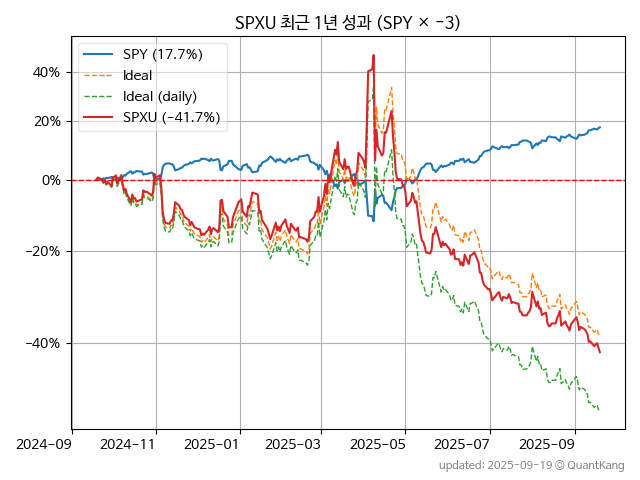 SPXU 최근 1년 성과 (SPY × −3)
SPY (17.7%)
Ideal
Ideal (daily)
SPXU (−41.7%)
40%
20%
0%
−20%
−40%
2024-09 2024-11 2025-01 2025-03 2025-05 2025-07 2025-09
updated: 2025-09-19 © QuantKang